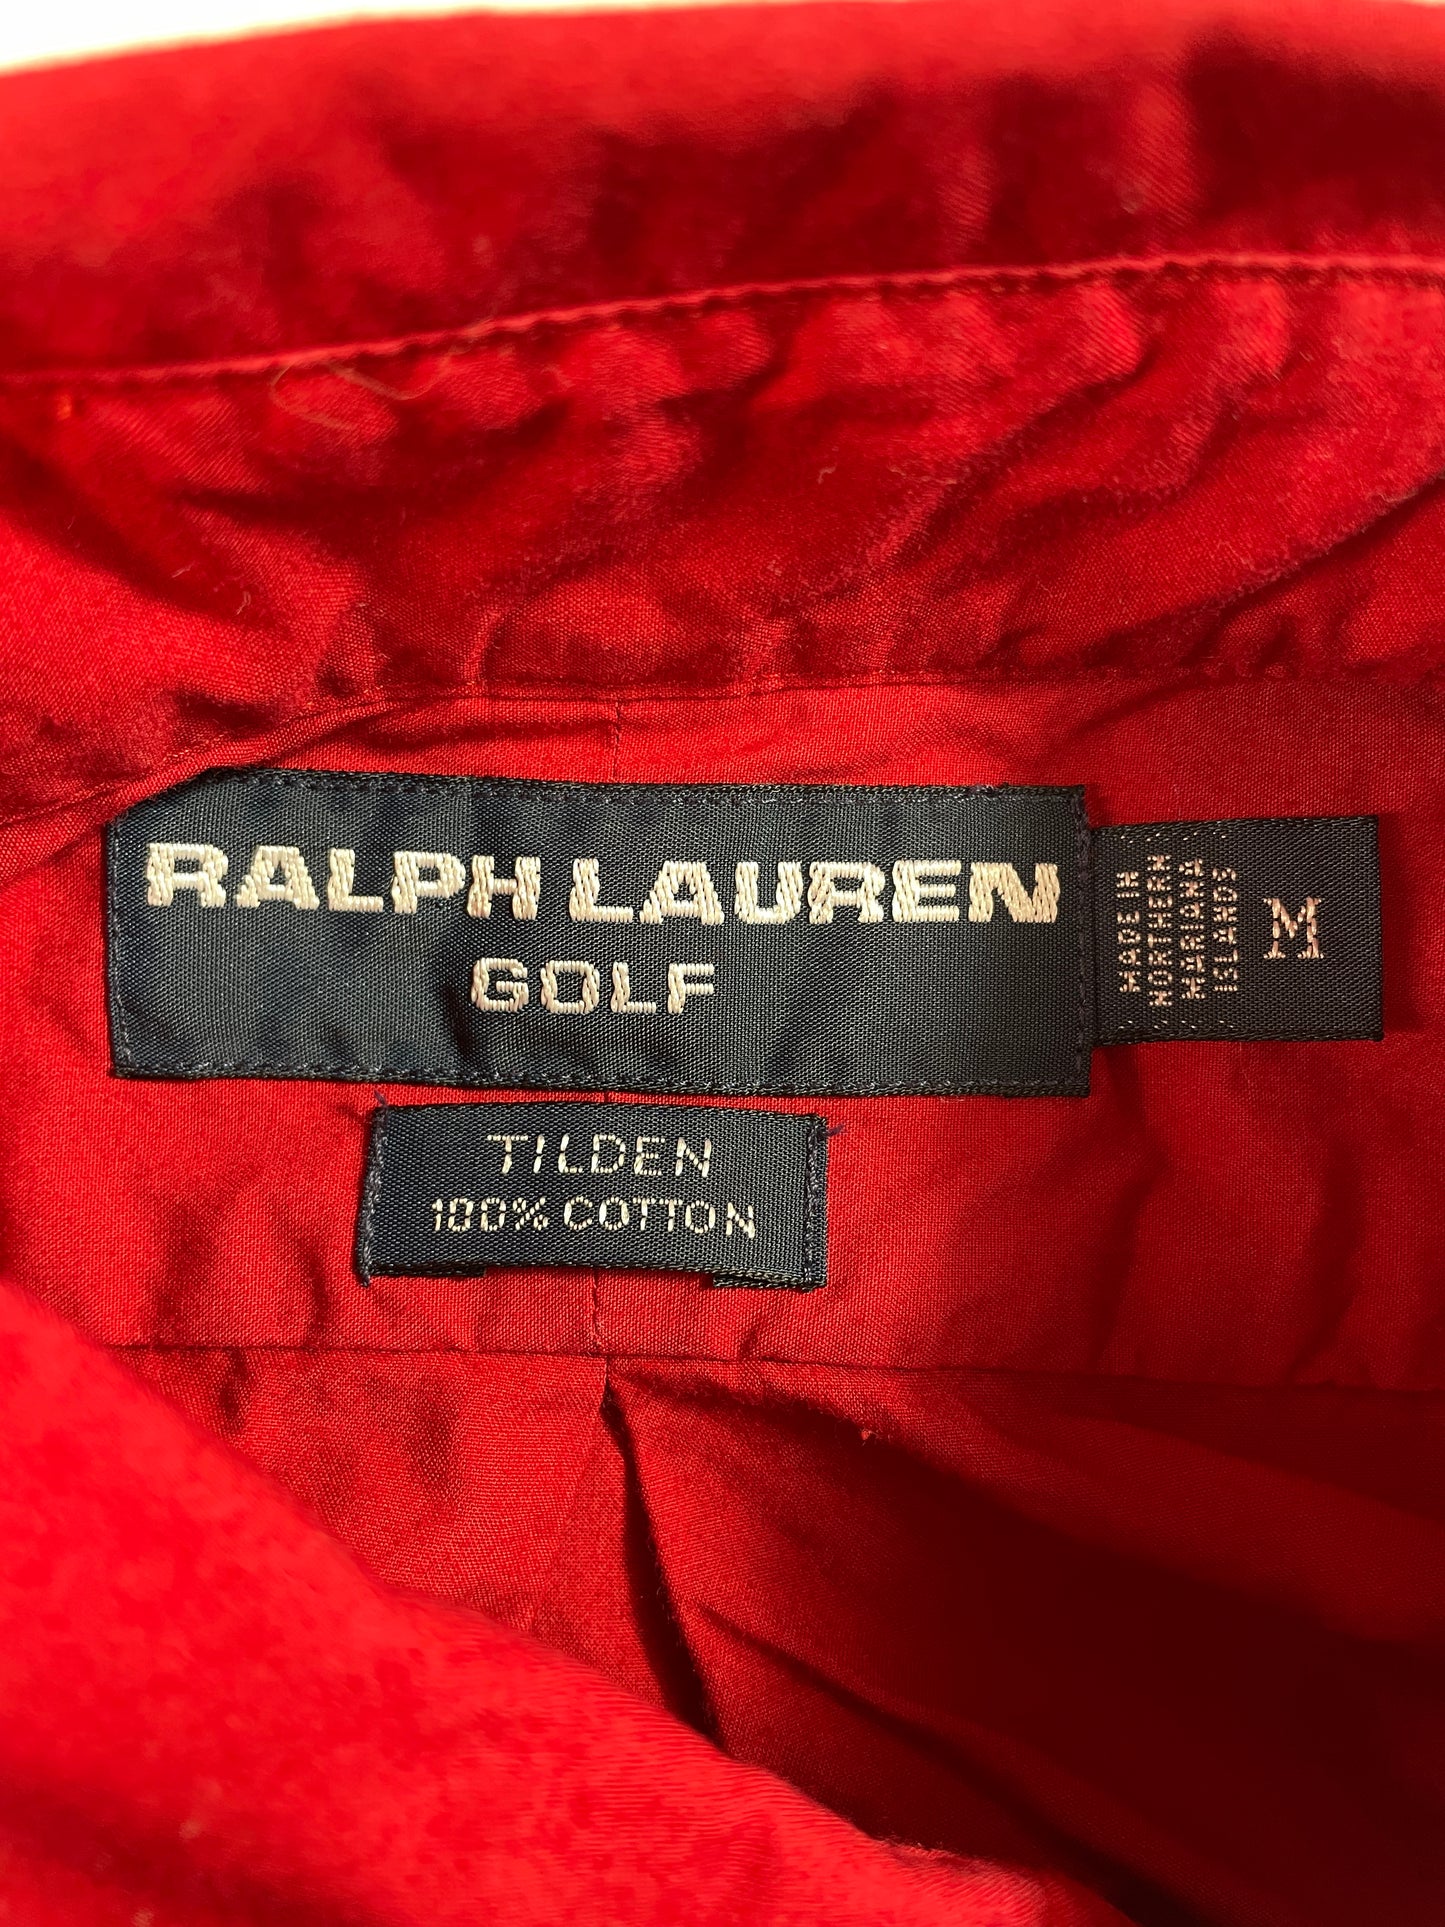 RALPH LAUREN
GOLF
MADE IN
NORTHERN
MARIANA
ISLANDS
M
TILDEN
100% COTTON